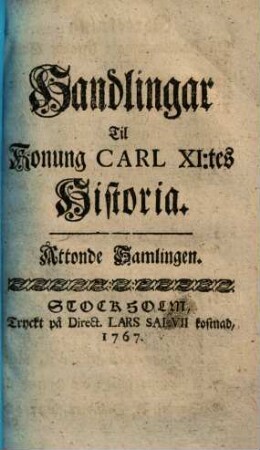 Handlingar
Til
Konung CARL XI:tes
Historia.
Åttonde Samlingen.
STOCKHOLM,
Tryckt på Direct. LARS SALVII kostnad,
1767.